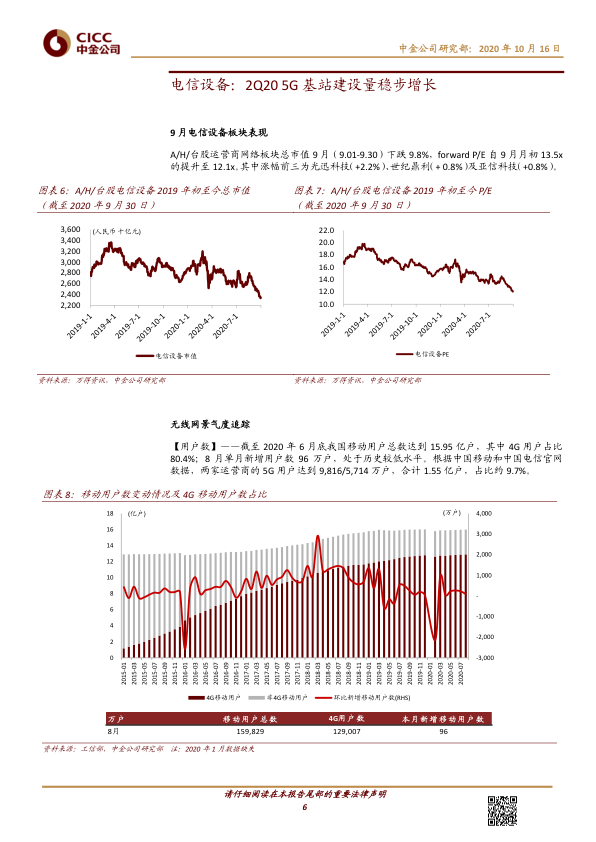 CICC
中金公司
中金公司研究部：2020 年 10 月 16 日
电信设备：2Q20 5G 基站建设量稳步增长
9 月电信设备板块表现
A/H/台股运营商网络板块总市值 9 月（9.01-9.30）下跌 9.8%，forward P/E 自 9 月月初 13.5x
的提升至 12.1x。其中涨幅前三为光迅科技（+2.2%）、世纪鼎利（+ 0.8%）及亚信科技（+0.8%）。
图表 6：A/H/台股电信设备 2019 年初至今总市值
（截至 2020 年 9 月 30 日）
（人民币十亿元）
3,600
3,400
3,200
3,000
2,800
2,600
2,400
2,200
2019-1-1
2019-4-1
2019-7-1
2019-10-1
2020-1-1
2020-4-1
2020-7-1
电信设备市值
资料来源：万得资讯，中金公司研究部
图表 7：A/H/台股电信设备 2019 年初至今 P/E
（截至 2020 年 9 月 30 日）
22.0
20.0
18.0
16.0
14.0
12.0
10.0
2019-1-1
2019-4-1
2019-7-1
2019-10-1
2020-1-1
2020-4-1
2020-7-1
电信设备PE
资料来源：万得资讯，中金公司研究部
无线网景气度追踪
【用户数】——截至 2020 年 6 月底我国移动用户总数达到 15.95 亿户，其中 4G 用户占比
80.4%；8 月单月新增用户数 96 万户，处于历史较低水平。根据中国移动和中国电信官网
数据，两家运营商的 5G 用户达到 9,816/5,714 万户，合计 1.55 亿户，占比约 9.7%。
图表 8：移动用户数变动情况及 4G 移动用户数占比
（亿户）
（万户）
18
16
14
12
10
8
6
4
2
0
4,000
3,000
2,000
1,000
-
-1,000
-2,000
-3,000
2015-01
2015-03
2015-05
2015-07
2015-09
2015-11
2016-01
2016-03
2016-05
2016-07
2016-09
2016-11
2017-01
2017-03
2017-05
2017-07
2017-09
2017-11
2018-01
2018-03
2018-05
2018-07
2018-09
2018-11
2019-01
2019-03
2019-05
2019-07
2019-09
2019-11
2020-01
2020-03
2020-05
2020-07
4G移动用户 非4G移动用户 环比新增移动用户数(RHS)
万户 移动用户总数 4G用户数 本月新增移动用户数
8月 159,829 129,007 96
资料来源：工信部，中金公司研究部 注：2020 年 1 月数据缺失
请仔细阅读在本报告尾部的重要法律声明
6